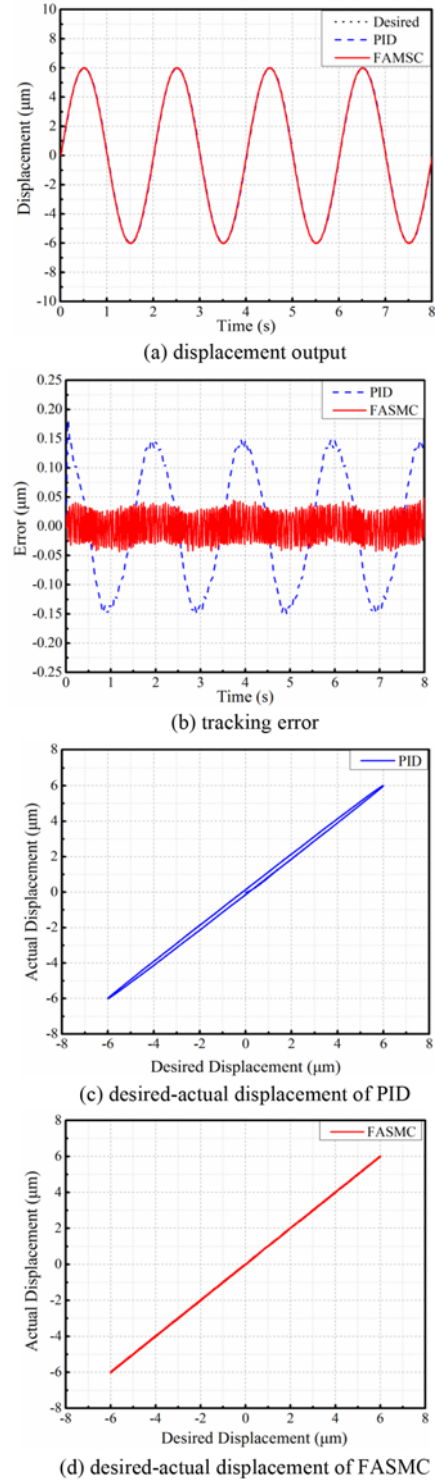 10
8
6
4
2
0
-2
-4
-6
-8
-10
Displacement (μm)
Desired
PID
FAMSC
0 1 2 3 4 5 6 7 8
Time (s)
(a) displacement output
0.25
0.20
0.15
0.10
0.05
0.00
-0.05
-0.10
-0.15
-0.20
-0.25
Error (μm)
PID
FASMC
0 1 2 3 4 5 6 7 8
Time (s)
(b) tracking error
8
6
4
2
0
-2
-4
-6
-8
Actual Displacement (μm)
PID
-8 -6 -4 -2 0 2 4 6 8
Desired Displacement (μm)
(c) desired-actual displacement of PID
8
6
4
2
0
-2
-4
-6
-8
Actual Displacement (μm)
FASMC
-8 -6 -4 -2 0 2 4 6 8
Desired Displacement (μm)
(d) desired-actual displacement of FASMC